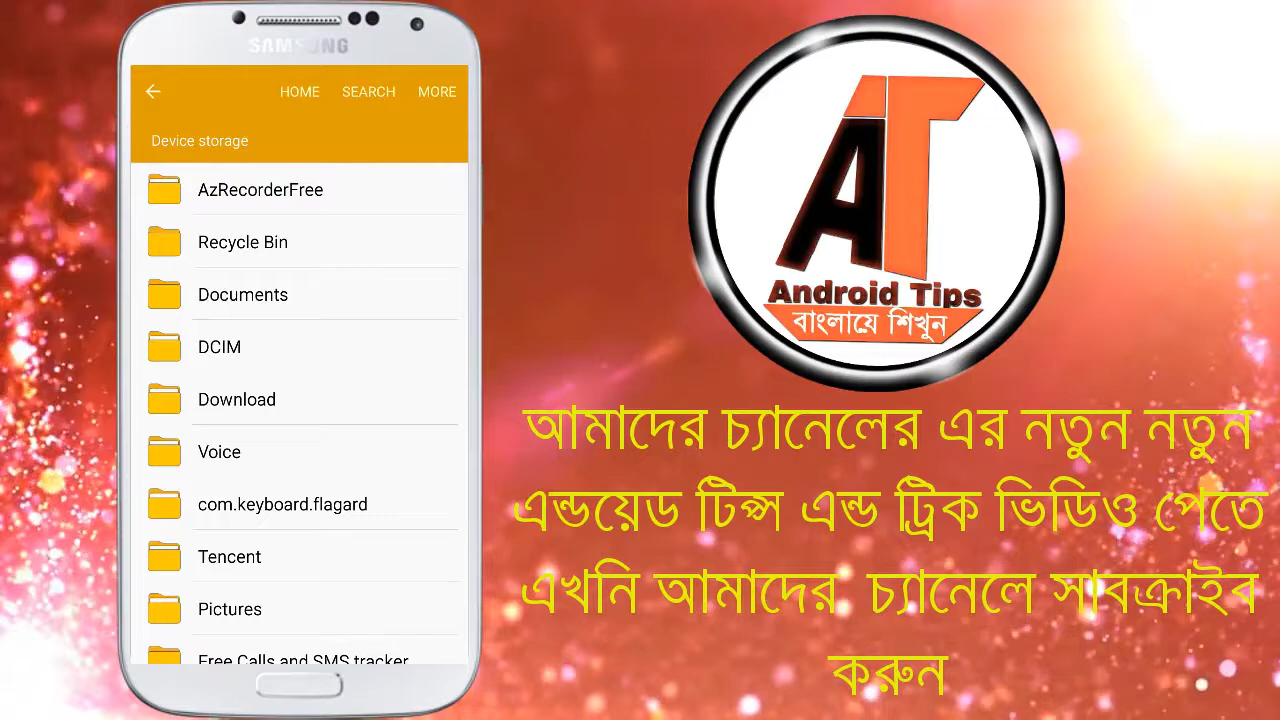 SAMSUNG
HOME SEARCH MORE
Device storage
AzRecorderFree
Recycle Bin
Documents
DCIM
Download
Voice
com.keyboard.flagard
Tencent
Pictures
Free Calls and SMS tracker
AT
Android Tips
বাংলাযে শিখুন
আমাদের চ্যানেলের এর নতুন নতুন
এন্ডয়েড টিপ্স এন্ড ট্রিক ভিডিও পেতে
এখনি আমাদের চ্যানেলে সাবক্রাইব
করুন